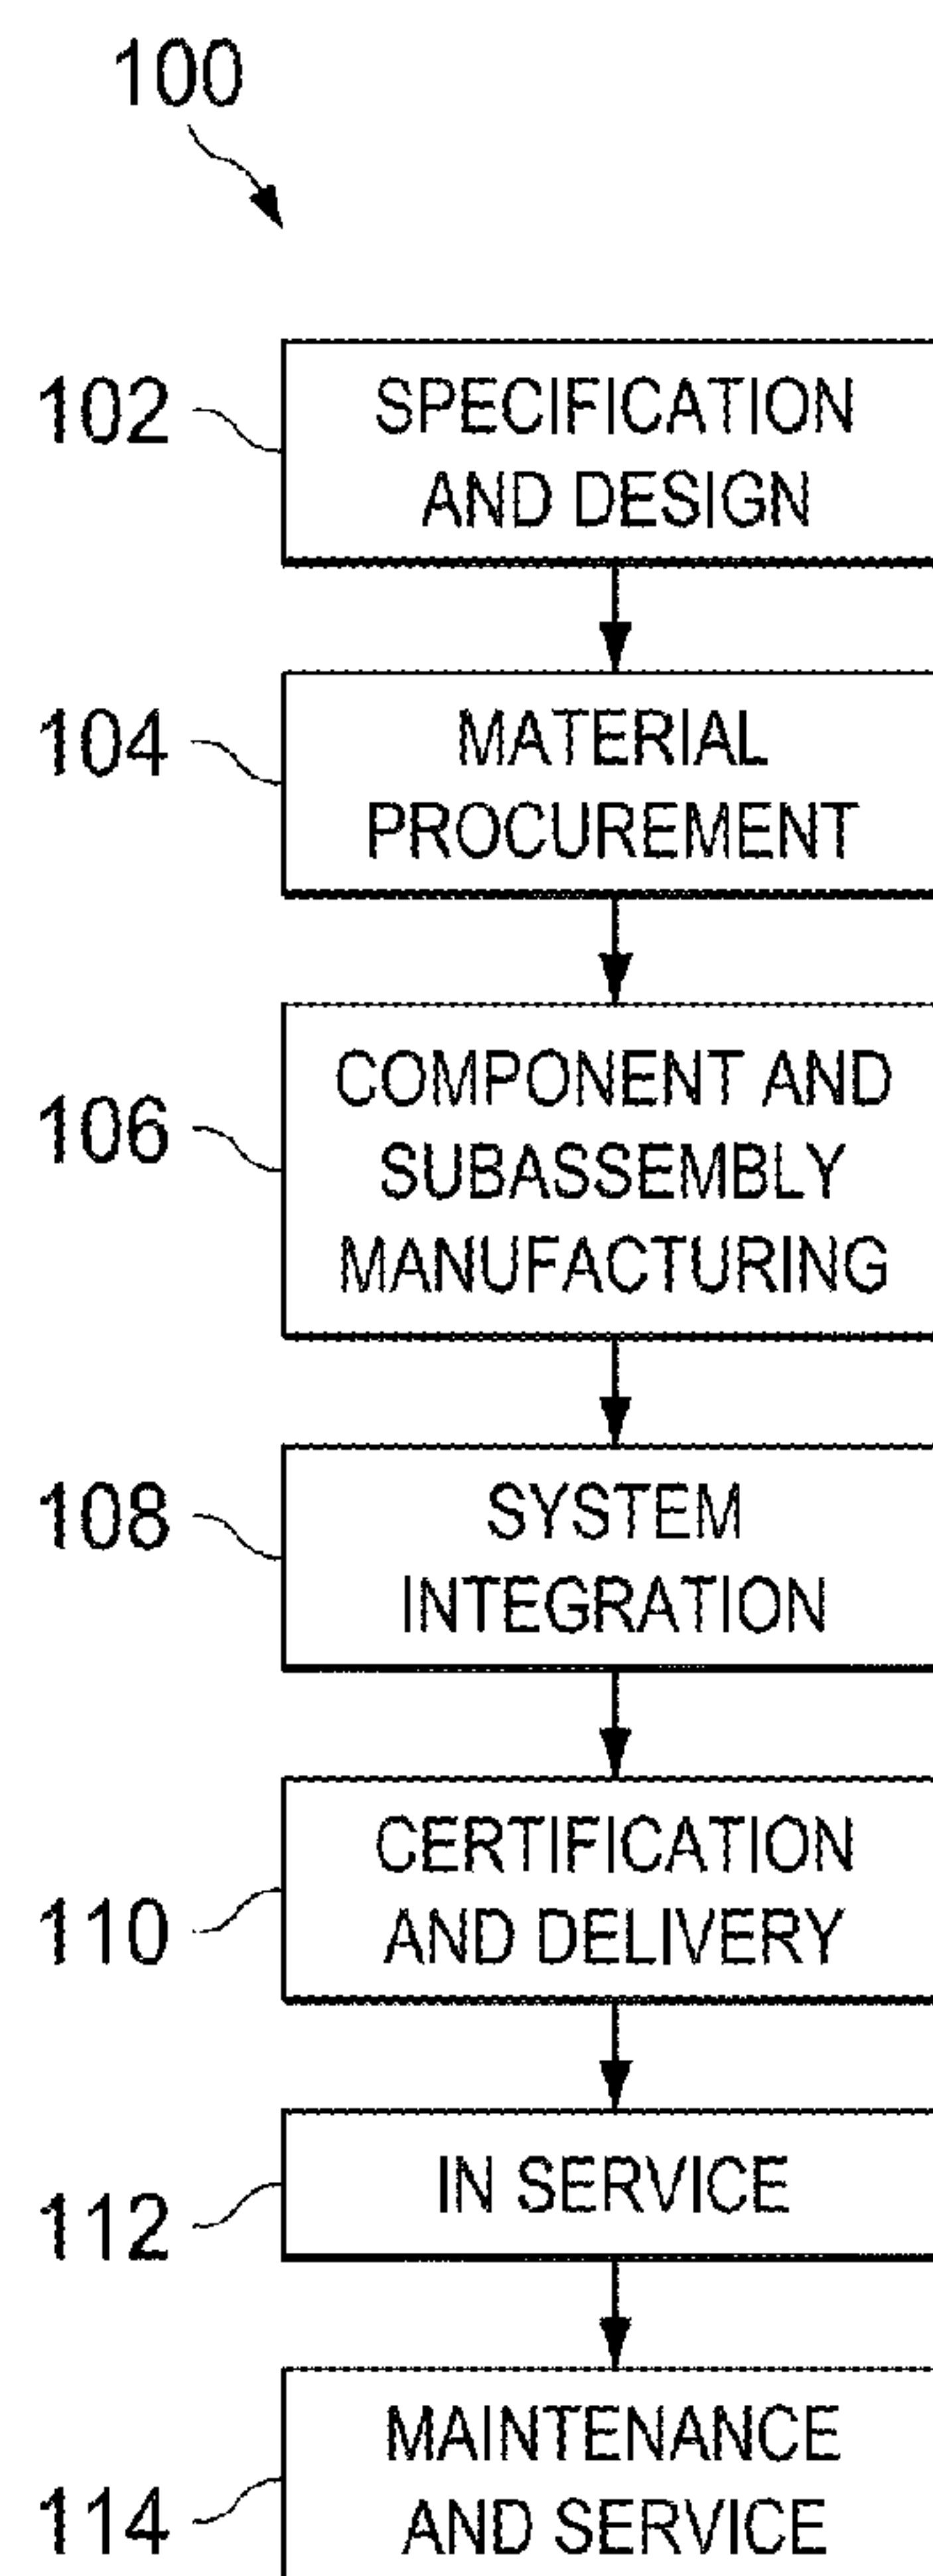 100
102
SPECIFICATION
AND DESIGN
104
MATERIAL
PROCUREMENT
106
COMPONENT AND
SUBASSEMBLY
MANUFACTURING
108
SYSTEM
INTEGRATION
110
CERTIFICATION
AND DELIVERY
112
IN SERVICE
114
MAINTENANCE
AND SERVICE